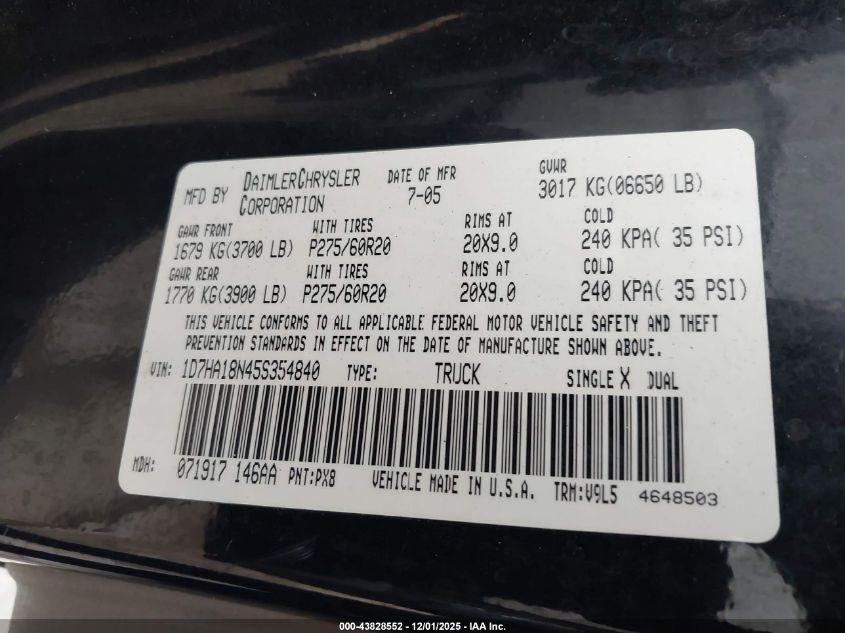 MFD BY DAIMLERCHRYSLER CORPORATION DATE OF MFR 7-05 GVWR 3017 KG(06650 LB)
GAWR FRONT WITH TIRES RIMS AT COLD
1679 KG(3700 LB) P275/60R20 20X9.0 240 KPA( 35 PSI)
GAWR REAR WITH TIRES RIMS AT COLD
1770 KG(3900 LB) P275/60R20 20X9.0 240 KPA( 35 PSI)
THIS VEHICLE CONFORMS TO ALL APPLICABLE FEDERAL MOTOR VEHICLE SAFETY AND THEFT
PREVENTION STANDARDS IN EFFECT ON THE DATE OF MANUFACTURE SHOWN ABOVE.
VIN: 1D7HA18N45S354840 TYPE: TRUCK SINGLE X DUAL
MDH: 071917 146AA PNT:PX8 VEHICLE MADE IN U.S.A. TRM:V9L5 4648503
000-43828552 - 12/01/2025 - IAA Inc.